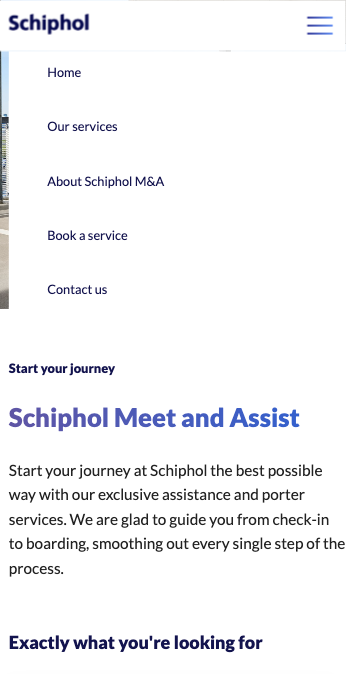 Schiphol
Home
Our services
About Schiphol M&A
Book a service
Contact us
Start your journey
Schiphol Meet and Assist
Start your journey at Schiphol the best possible
way with our exclusive assistance and porter
services. We are glad to guide you from check-in
to boarding, smoothing out every single step of the
process.
Exactly what you're looking for